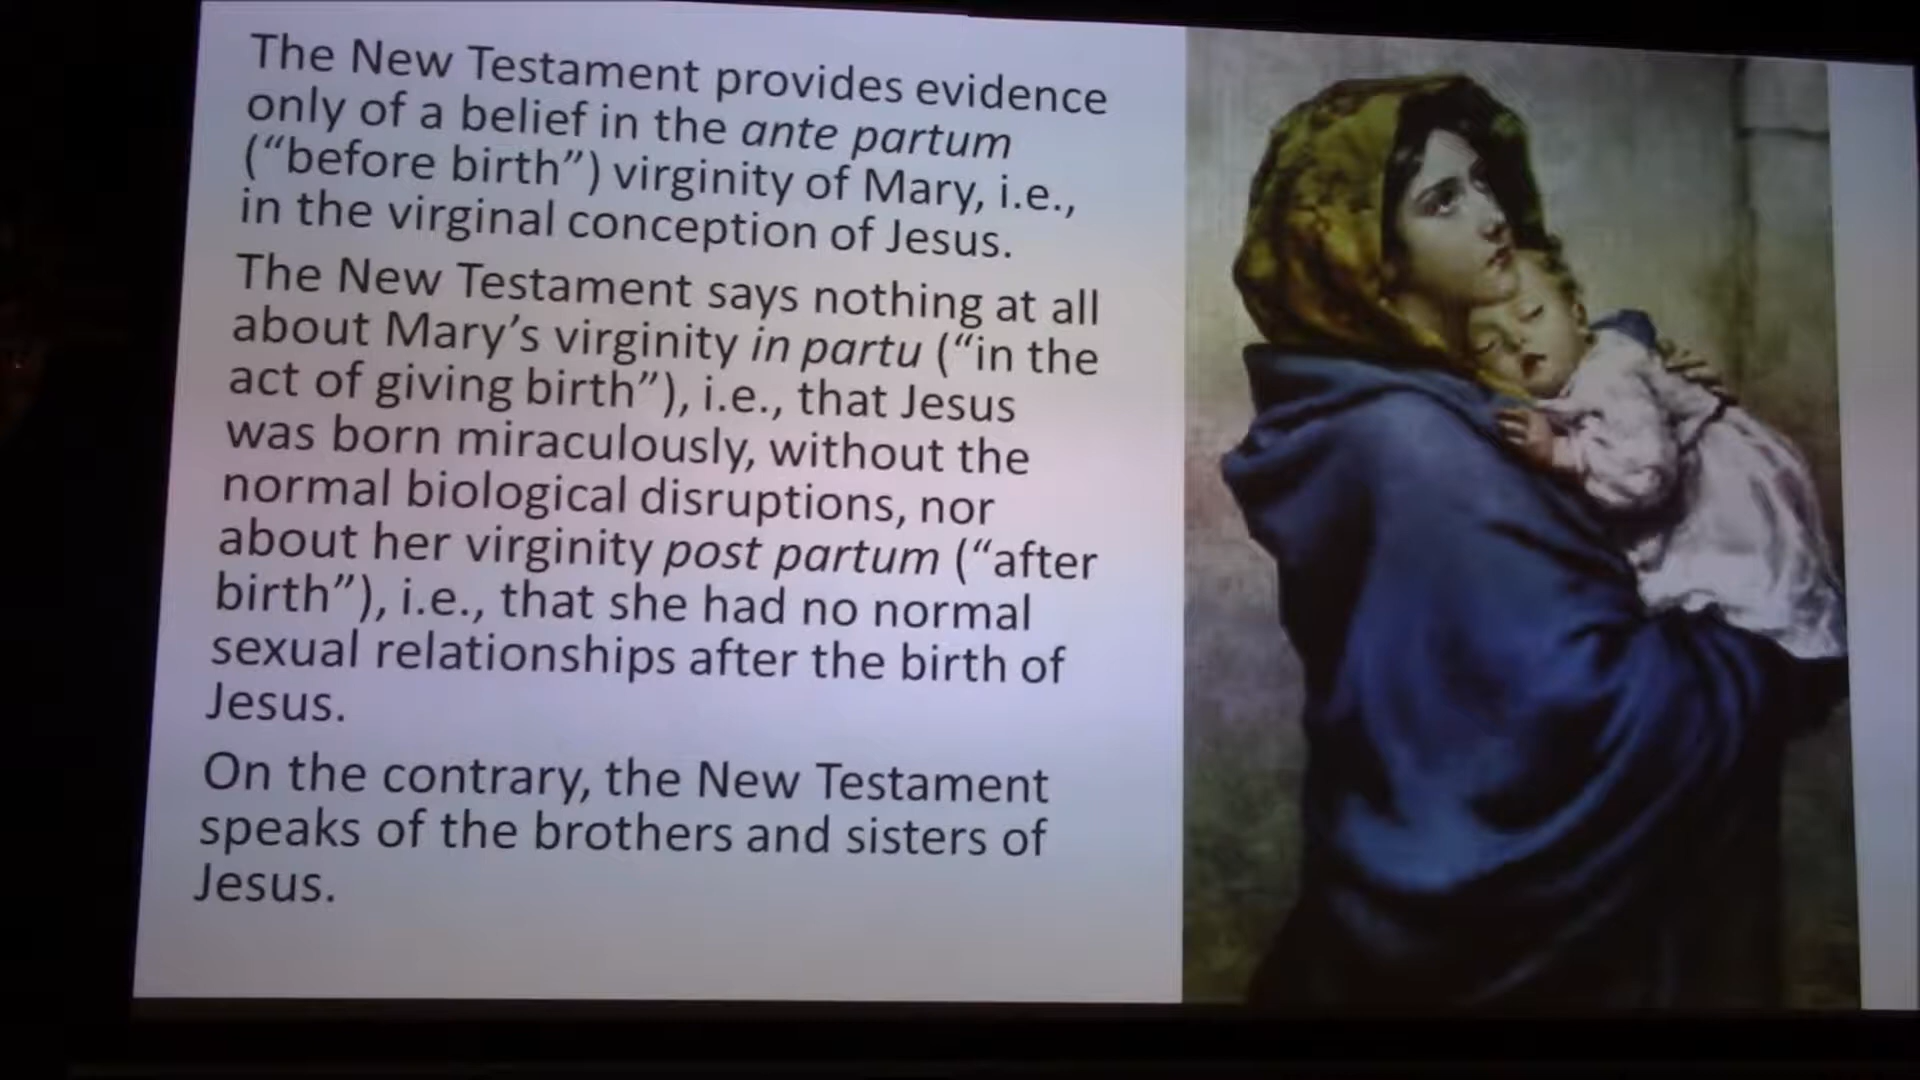 The New Testament provides evidence
only of a belief in the ante partum
(“before birth”) virginity of Mary, i.e.,
in the virginal conception of Jesus.
The New Testament says nothing at all
about Mary’s virginity in partu (“in the
act of giving birth”), i.e., that Jesus
was born miraculously, without the
normal biological disruptions, nor
about her virginity post partum (“after
birth”), i.e., that she had no normal
sexual relationships after the birth of
Jesus.
On the contrary, the New Testament
speaks of the brothers and sisters of
Jesus.